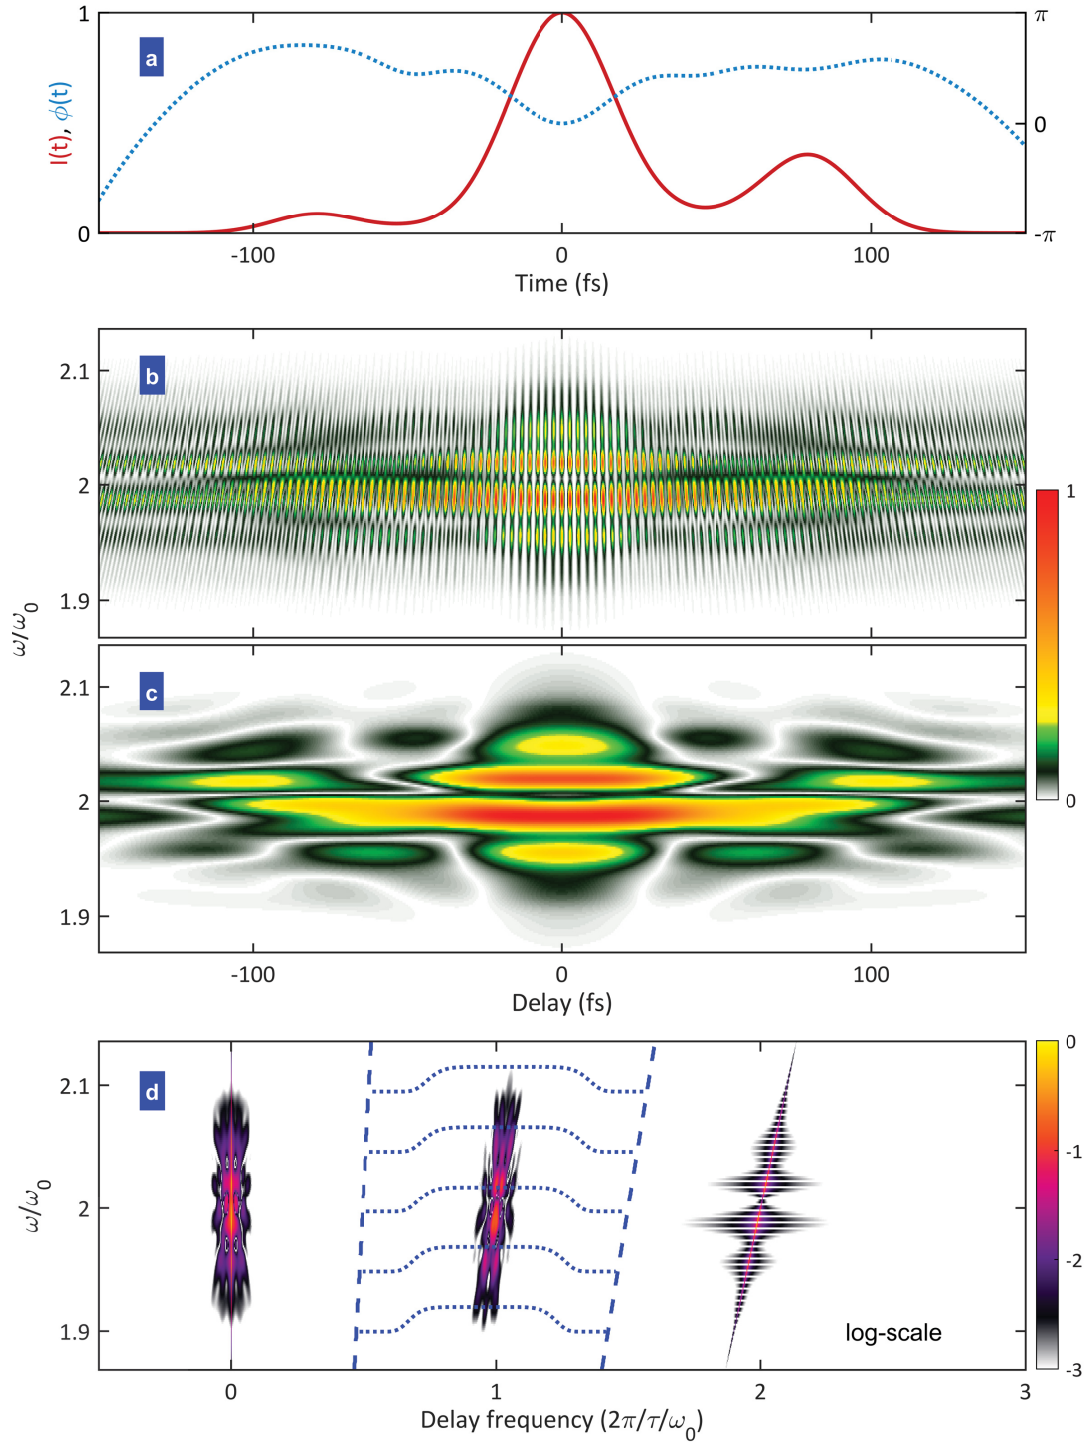 a
1
0.5
0
I(t), ϕ(t)
π
0
-π
-100
0
100
Time (fs)
b
2.1
2
1.9
ω/ω0
c
2.1
2
1.9
1
0
-100
0
100
Delay (fs)
d
2.1
2
1.9
ω/ω0
log-scale
0
-1
-2
-3
0
1
2
3
Delay frequency (2π/τ/ω0)